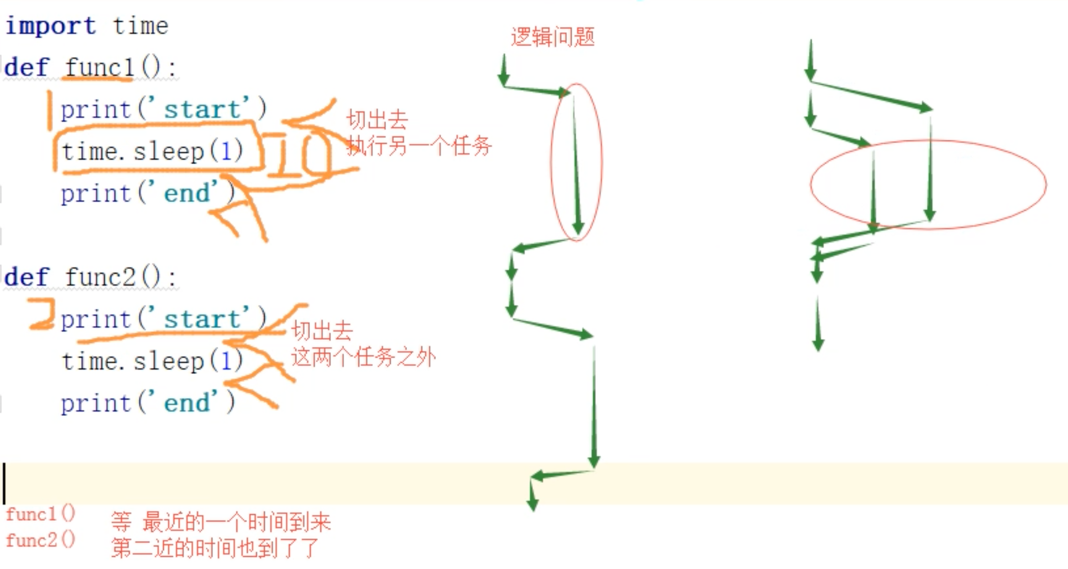 import time
逻辑问题
def func1():
print('start')
切出去
执行另一个任务
time.sleep(1)
IO
print('end')
def func2():
print('start')
切出去
这两个任务之外
time.sleep(1)
print('end')
func1() 等 最近的一个时间到来
func2() 第二近的时间也到了了
1
2